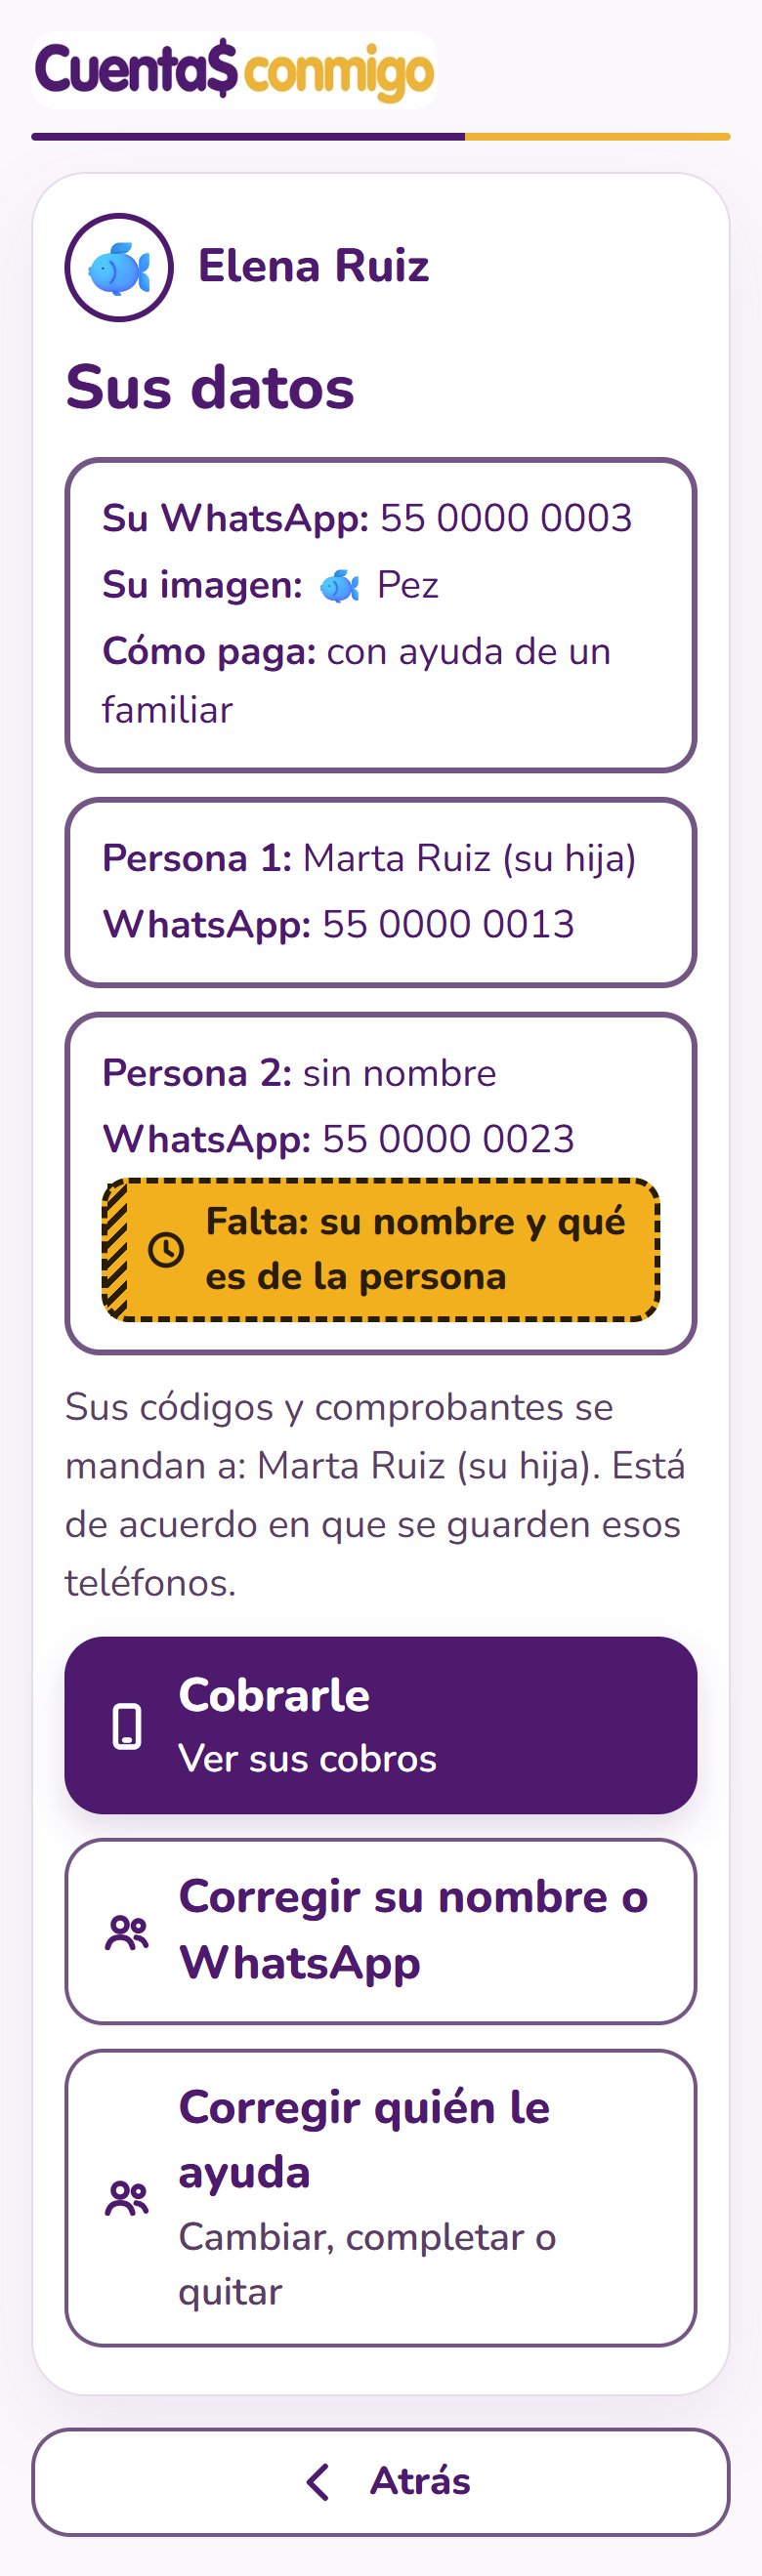 Cuenta$ conmigo
Elena Ruiz
Sus datos
Su WhatsApp: 55 0000 0003
Su imagen: Pez
Cómo paga: con ayuda de un
familiar
Persona 1: Marta Ruiz (su hija)
WhatsApp: 55 0000 0013
Persona 2: sin nombre
WhatsApp: 55 0000 0023
Falta: su nombre y qué
es de la persona
Sus códigos y comprobantes se
mandan a: Marta Ruiz (su hija). Está
de acuerdo en que se guarden esos
teléfonos.
Cobrarle
Ver sus cobros
Corregir su nombre o
WhatsApp
Corregir quién le
ayuda
Cambiar, completar o
quitar
Atrás